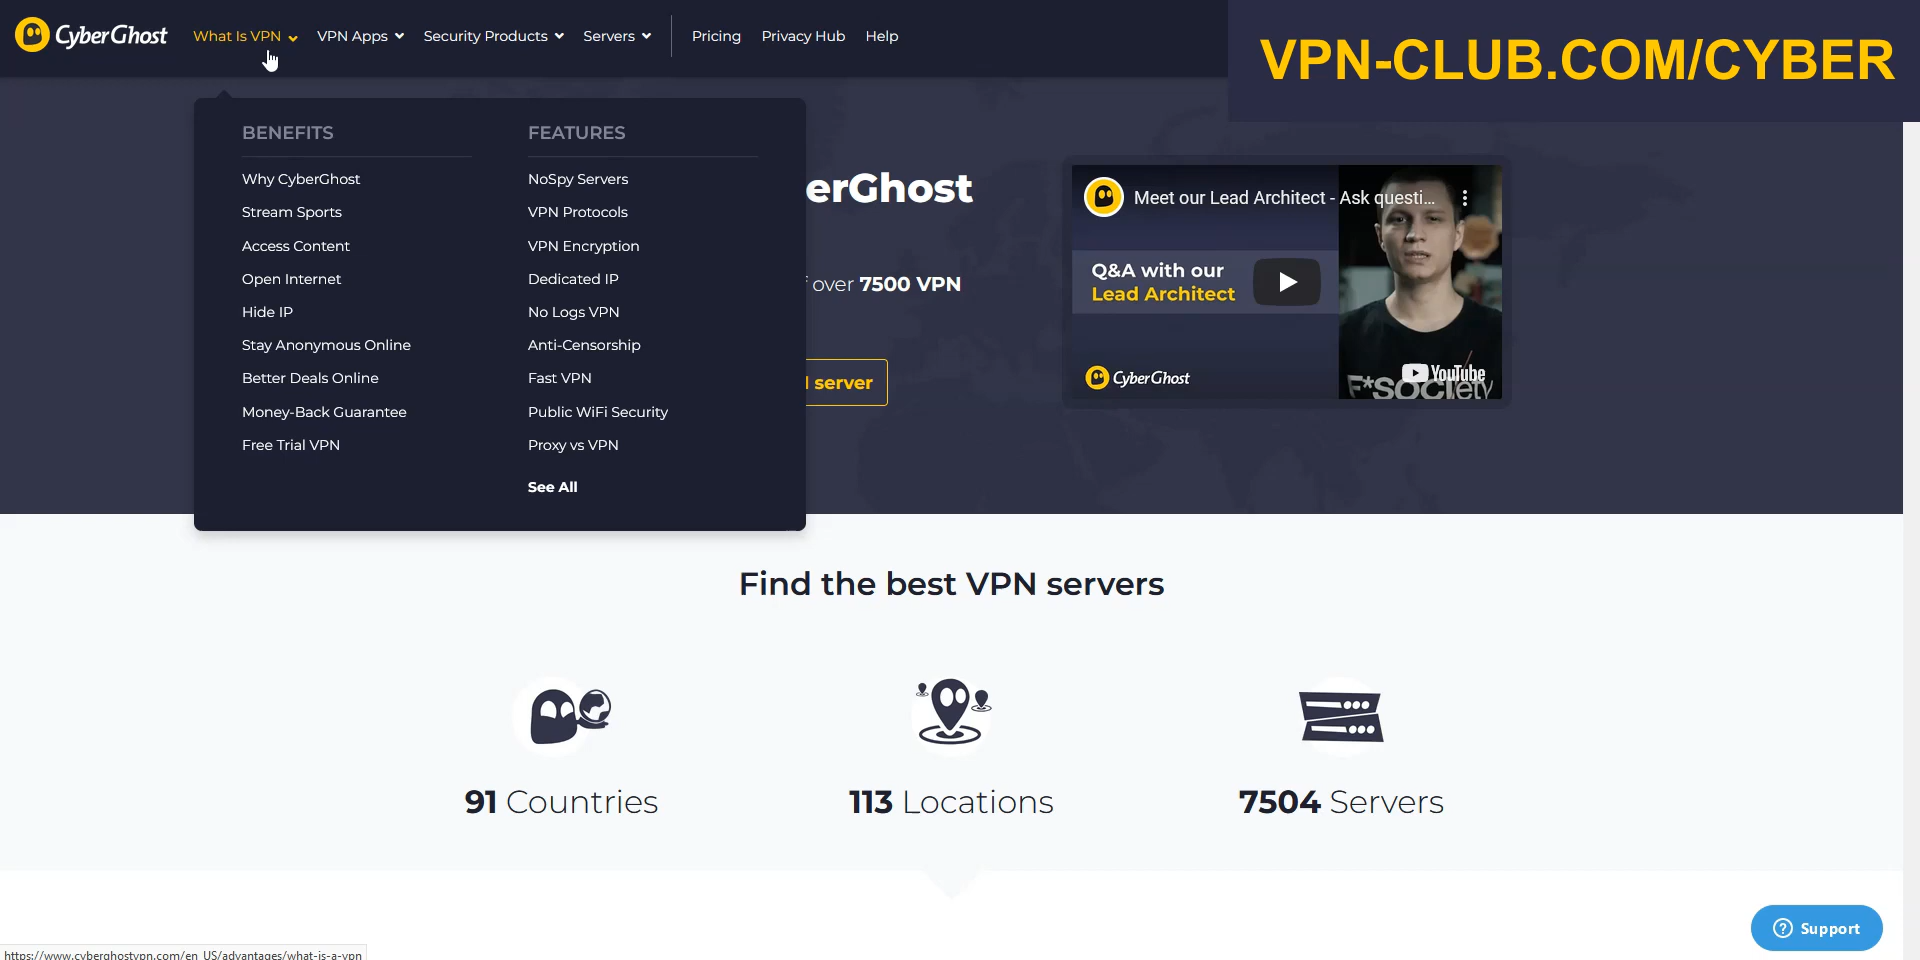 CyberGhost
What Is VPN
VPN Apps
Security Products
Servers
Pricing
Privacy Hub
Help
VPN-CLUB.COM/CYBER
BENEFITS
Why CyberGhost
Stream Sports
Access Content
Open Internet
Hide IP
Stay Anonymous Online
Better Deals Online
Money-Back Guarantee
Free Trial VPN
FEATURES
NoSpy Servers
VPN Protocols
VPN Encryption
Dedicated IP
No Logs VPN
Anti-Censorship
Fast VPN
Public WiFi Security
Proxy vs VPN
See All
erGhost
over 7500 VPN
server
Meet our Lead Architect - Ask questi...
Q&A with our
Lead Architect
CyberGhost
YouTube
F*SOCIety
Find the best VPN servers
91 Countries
113 Locations
7504 Servers
Support
https://www.cyberghostvpn.com/en_US/advantages/what-is-a-vpn